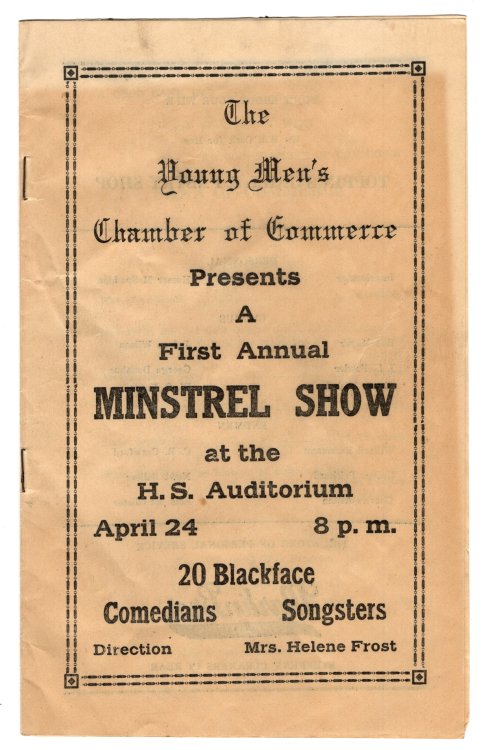 The
Young Men's
Chamber of Commerce
Presents
A
First Annual
MINSTREL SHOW
at the
H. S. Auditorium
April 24 8 p. m.
20 Blackface
Comedians Songsters
Direction Mrs. Helene Frost